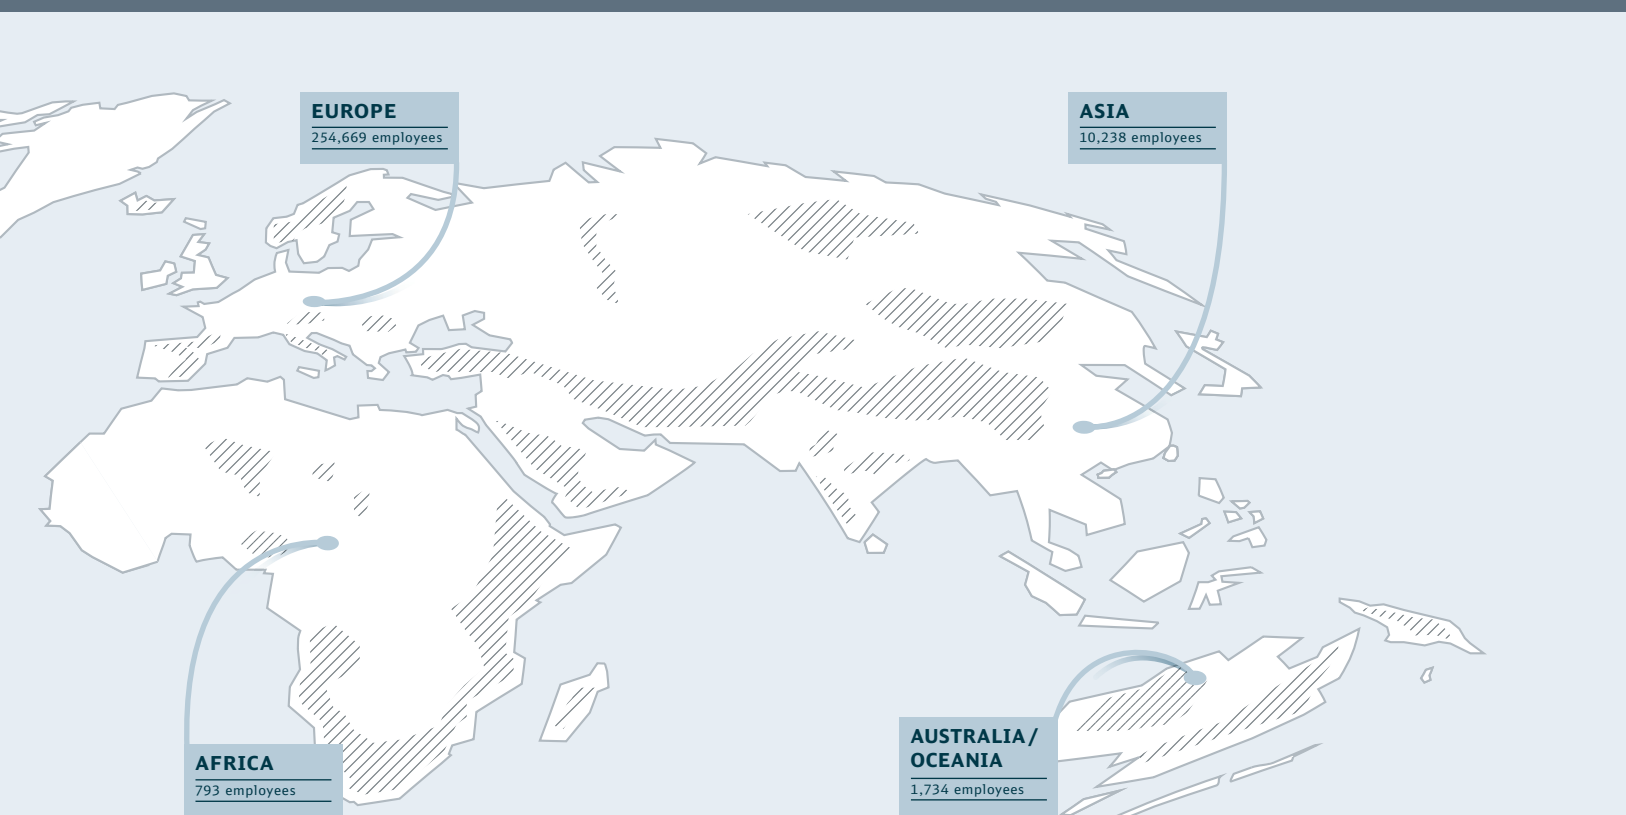 EUROPE
254,669 employees
ASIA
10,238 employees
AFRICA
793 employees
AUSTRALIA/
OCEANIA
1,734 employees